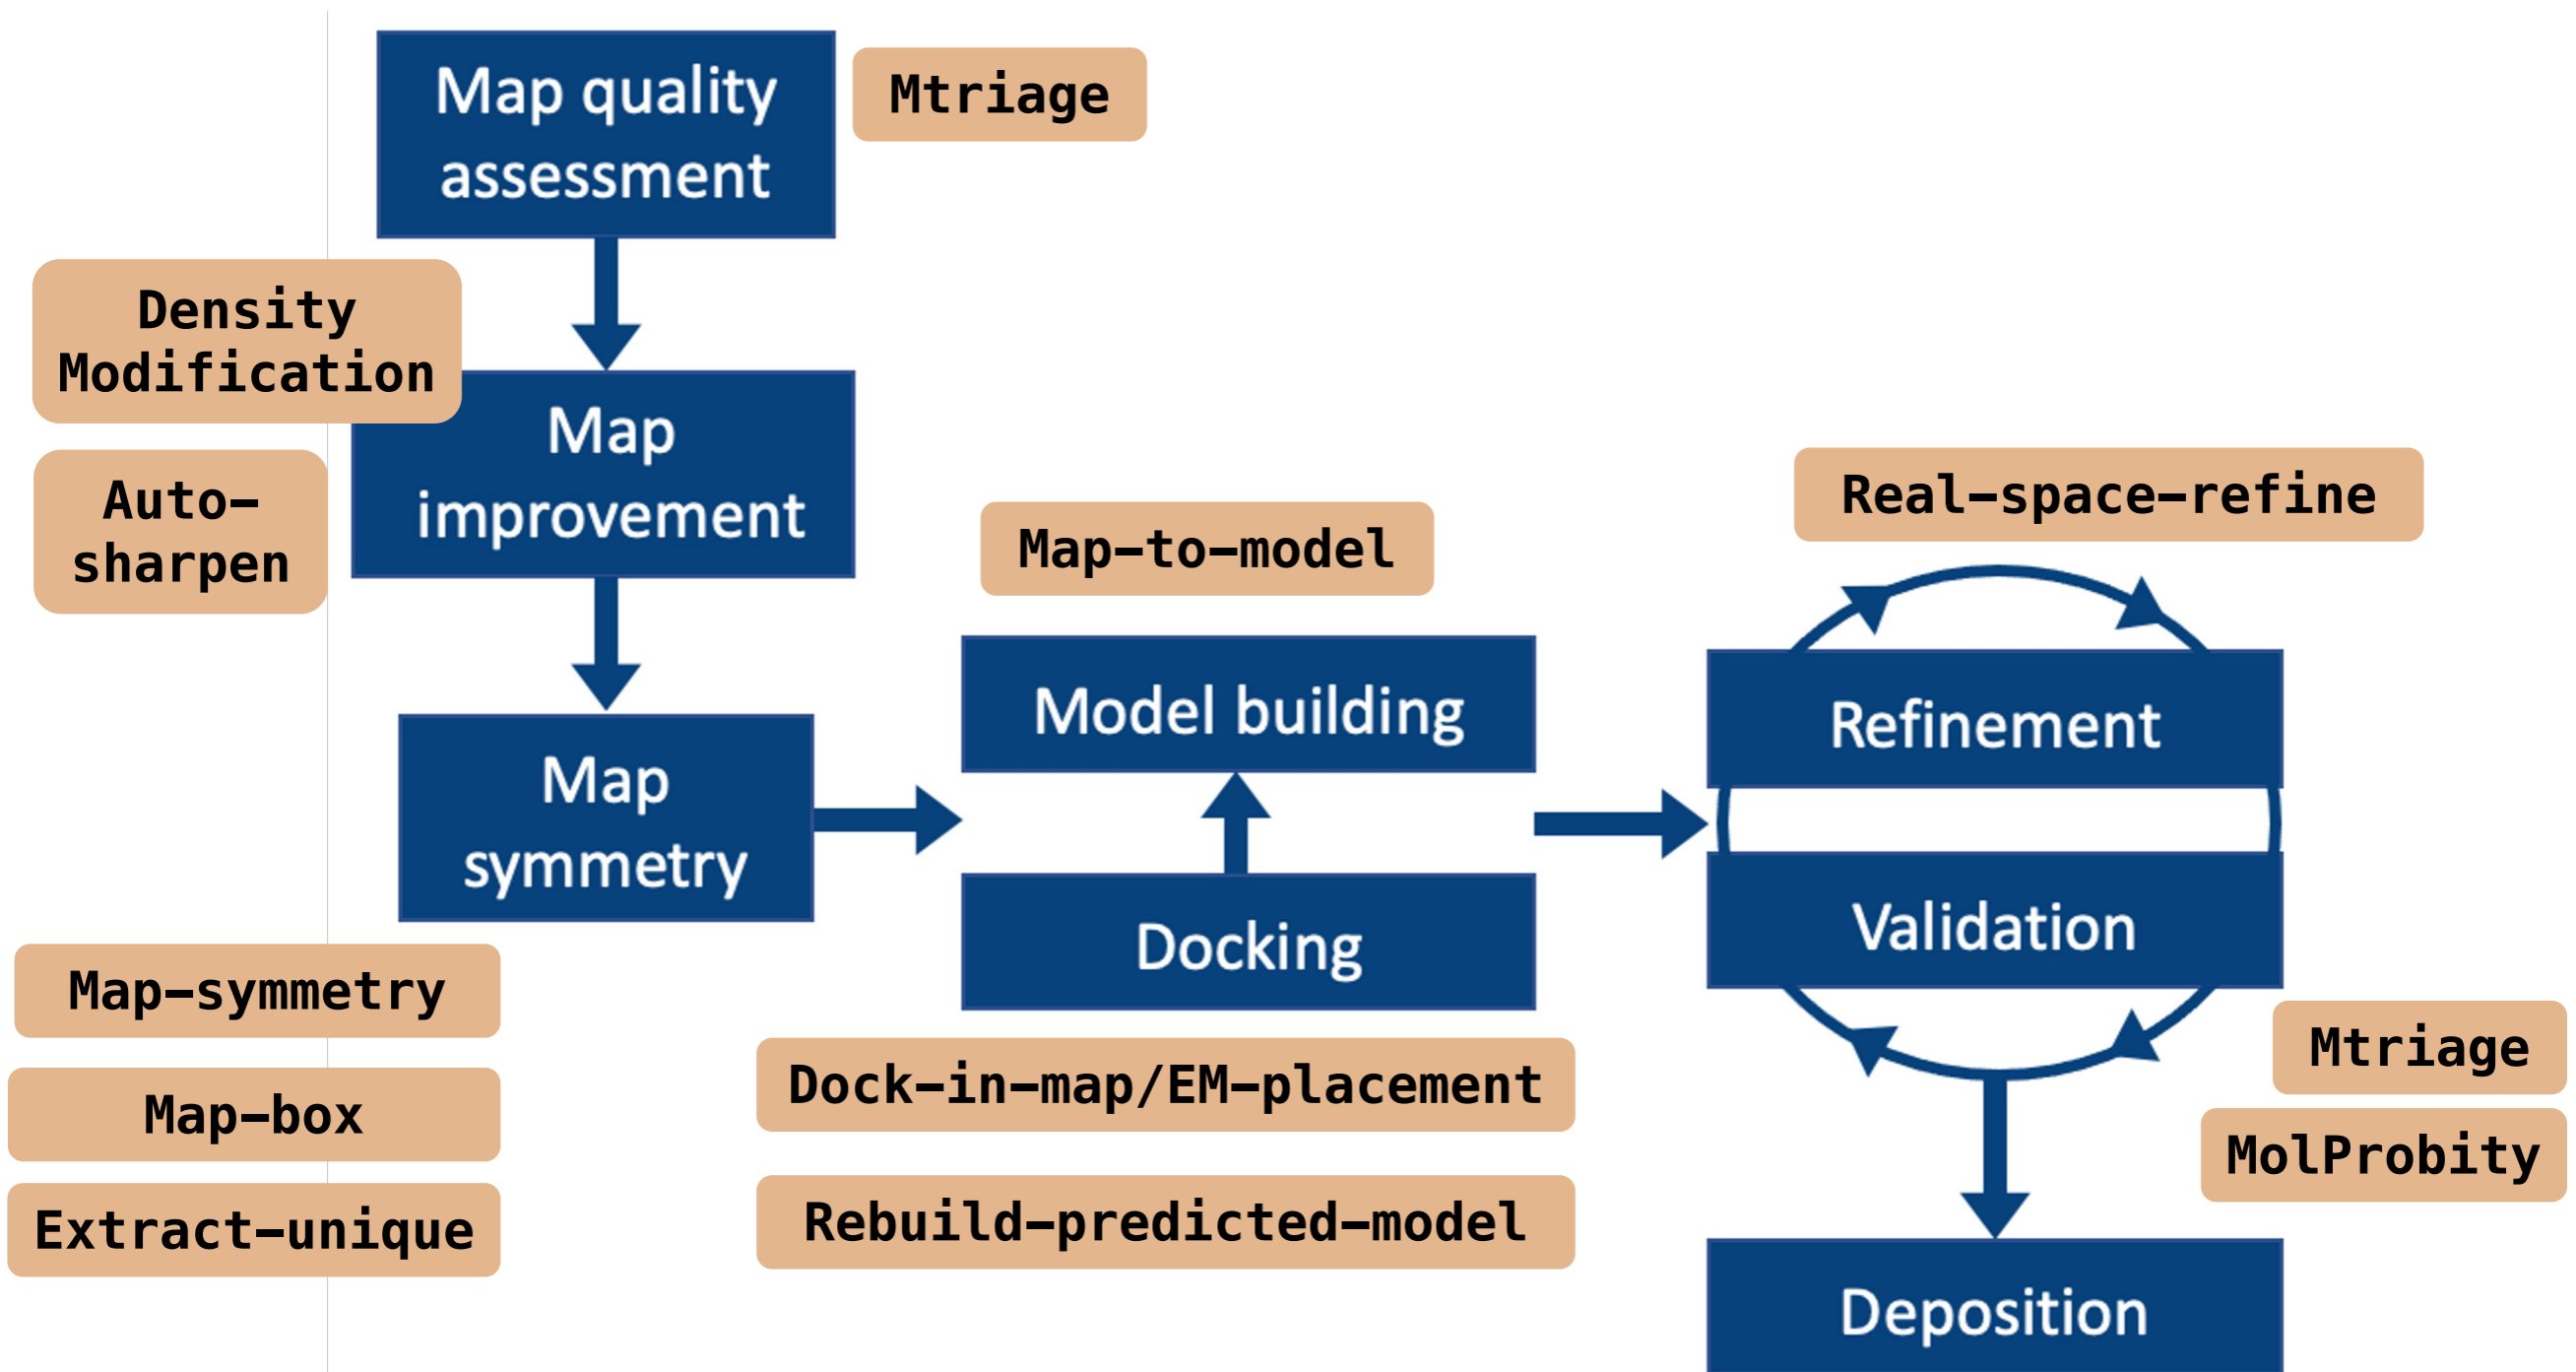 Map quality
assessment
Mtriage
Density
Modification
Map
improvement
Auto-
sharpen
Map
symmetry
Map-symmetry
Map-box
Extract-unique
Map-to-model
Model building
Docking
Dock-in-map/EM-placement
Rebuild-predicted-model
Real-space-refine
Refinement
Validation
Mtriage
MolProbity
Deposition